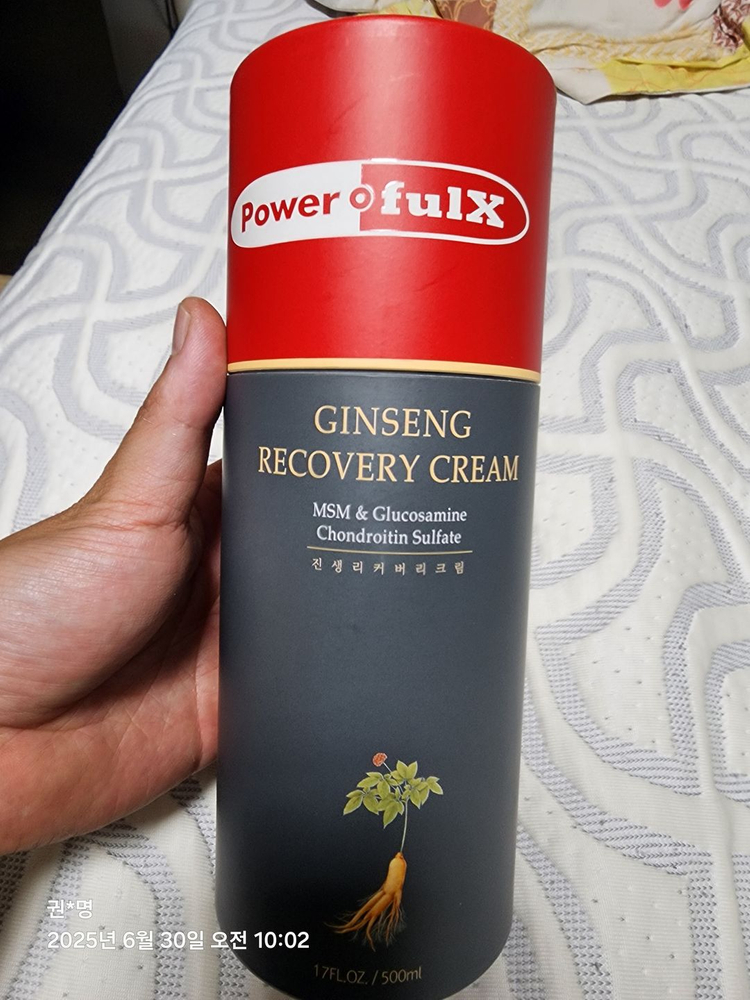 Power fulX
GINSENG
RECOVERY CREAM
MSM & Glucosamine
Chondroitin Sulfate
진생리커버리크림
17FL.OZ. / 500ml
권*명
2025년 6월 30일 오전 10:02